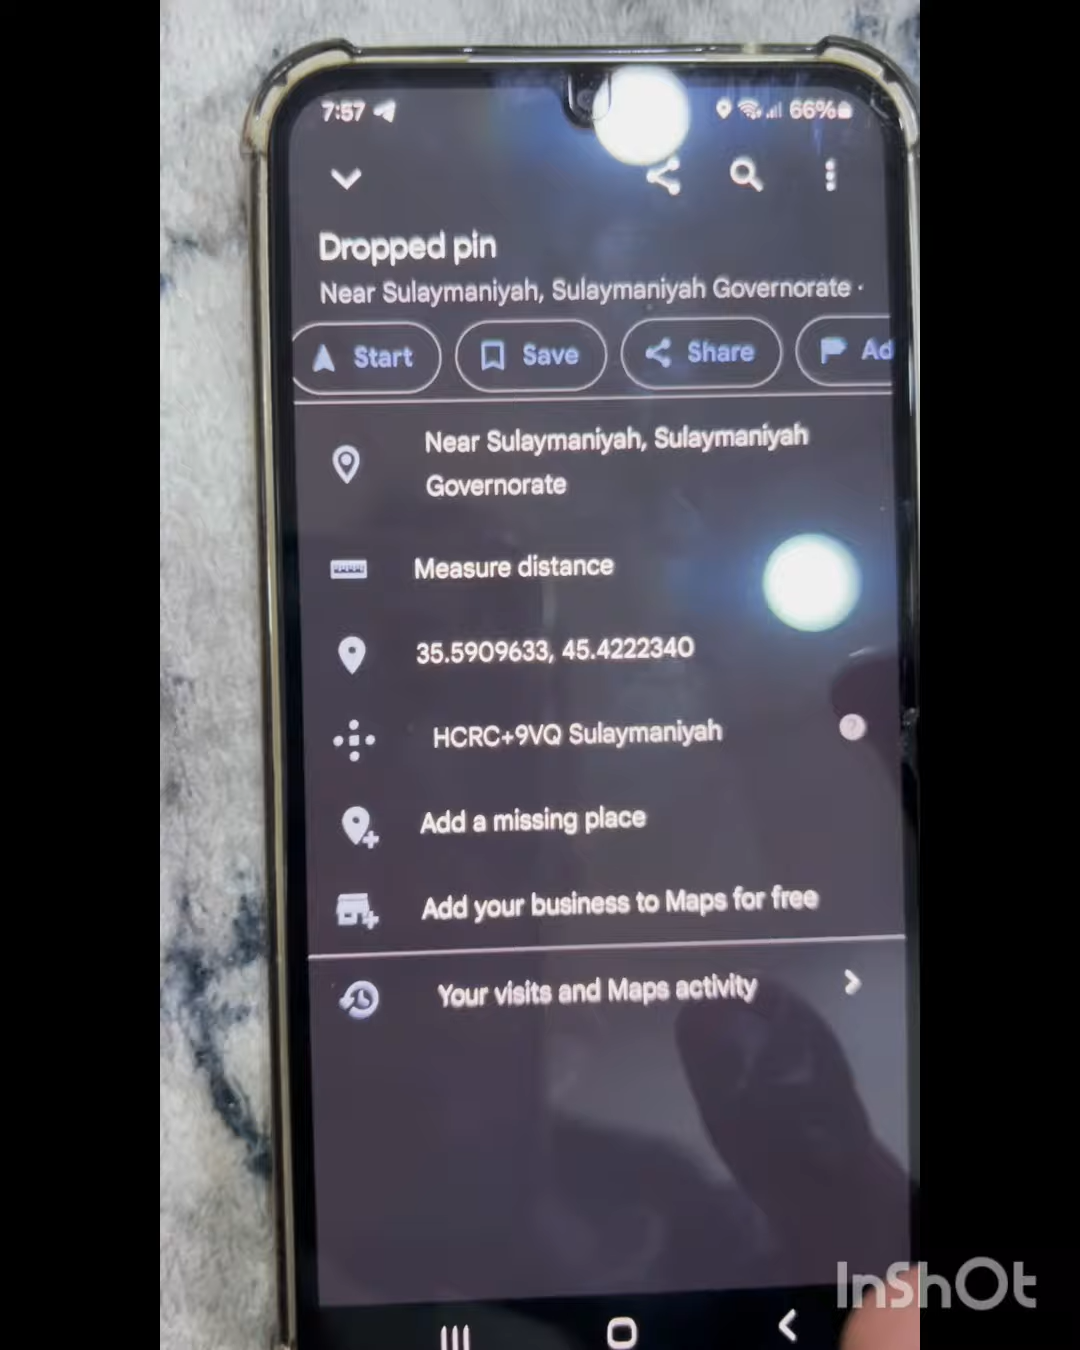 7:57
66%
Dropped pin
Near Sulaymaniyah, Sulaymaniyah Governorate ·
Start
Save
Share
Ad
Near Sulaymaniyah, Sulaymaniyah
Governorate
Measure distance
35.5909633, 45.4222340
HCRC+9VQ Sulaymaniyah
?
Add a missing place
Add your business to Maps for free
Your visits and Maps activity
InShOt